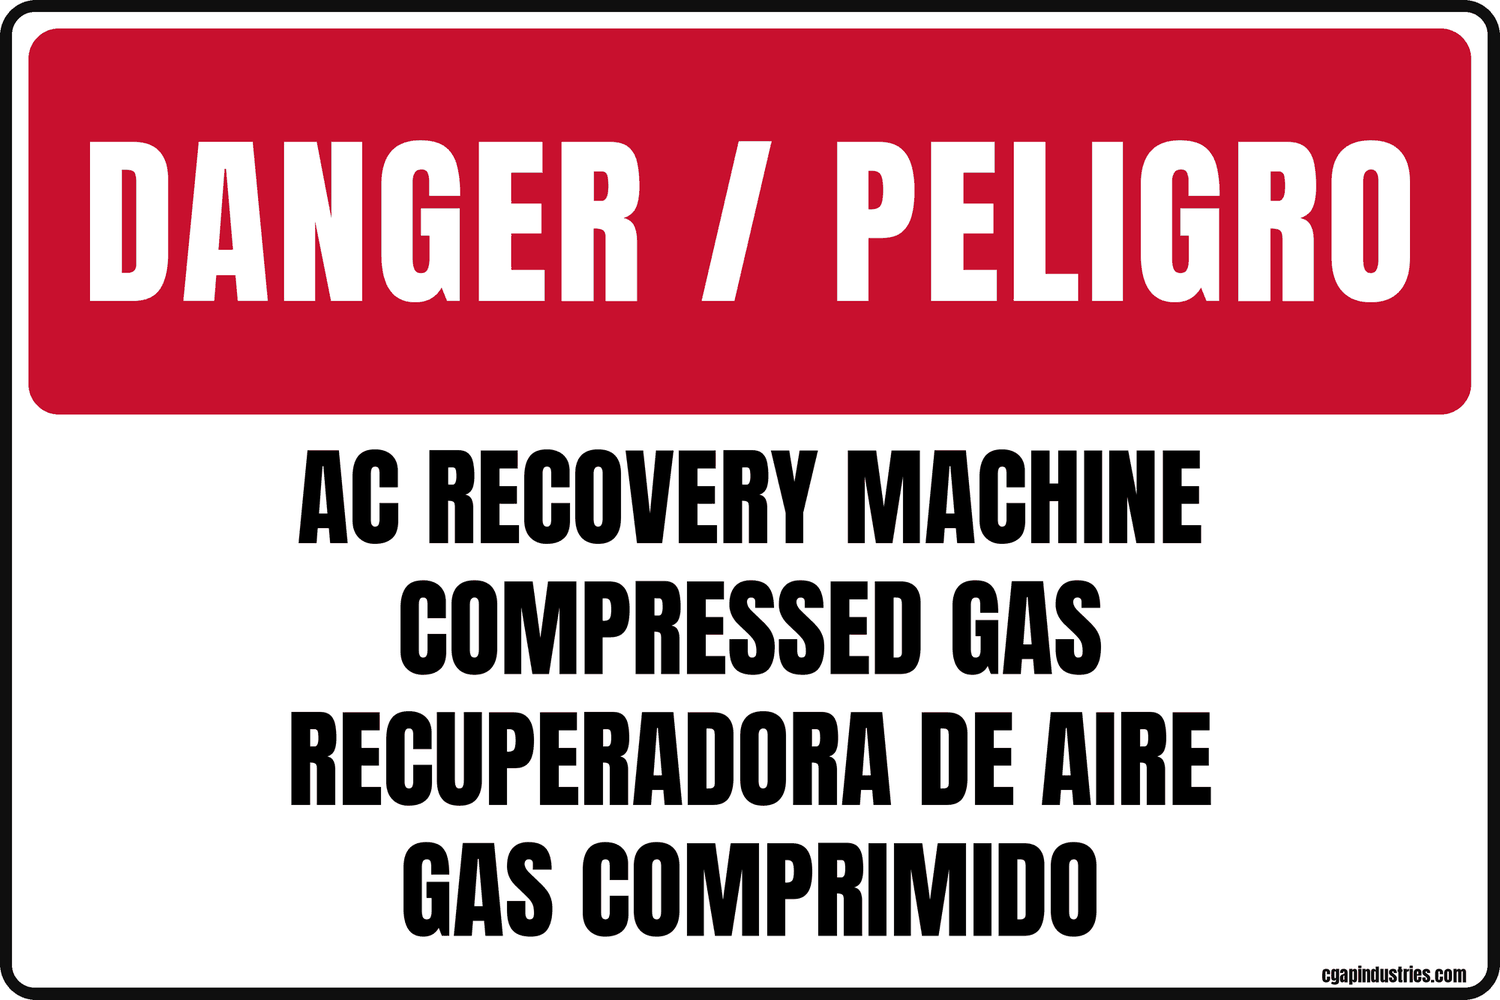 DANGER / PELIGRO
AC RECOVERY MACHINE
COMPRESSED GAS
RECUPERADORA DE AIRE
GAS COMPRIMIDO
cgapindustries.com